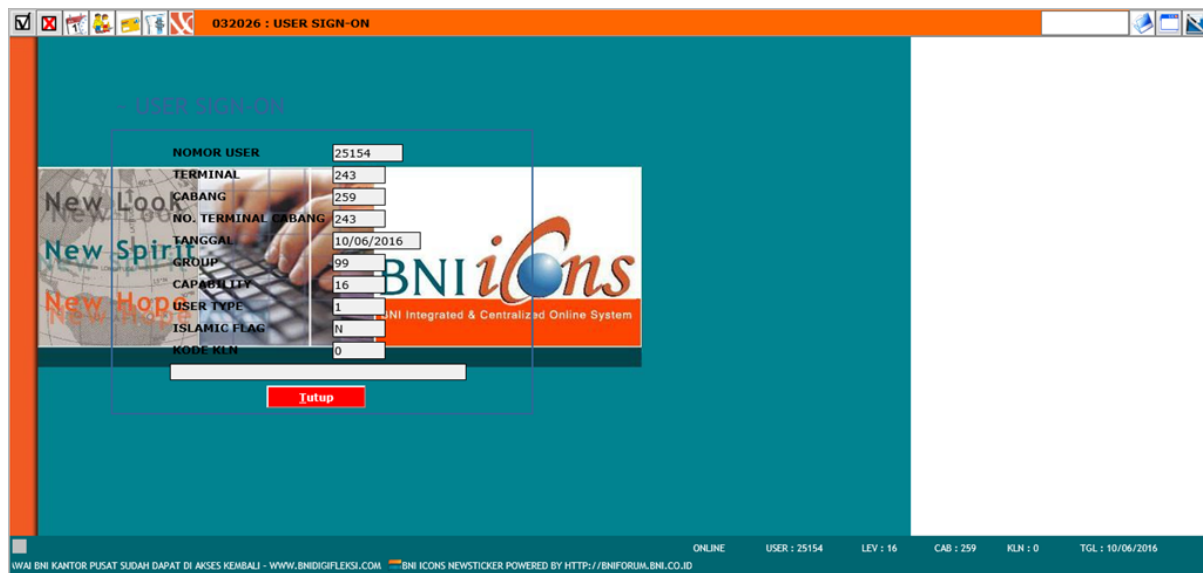 032026 : USER SIGN-ON
- USER SIGN-ON
NOMOR USER 25154
TERMINAL 243
CABANG 259
NO. TERMINAL CABANG 243
TANGGAL 10/06/2016
GROUP 99
CAPABILITY 16
USER TYPE 1
ISLAMIC FLAG N
KODE KLN 0
Tutup
New Look
New Spirit
New Hope
BNI icons
BNI Integrated & Centralized Online System
ONLINE USER : 25154 LEV : 16 CAB : 259 KLN : 0 TGL : 10/06/2016
WAI BNI KANTOR PUSAT SUDAH DAPAT DI AKSES KEMBALI - WWW.BNIDIGIFLEKSI.COM BNI ICONS NEWSTICKER POWERED BY HTTP://BNIFORUM.BNI.CO.ID